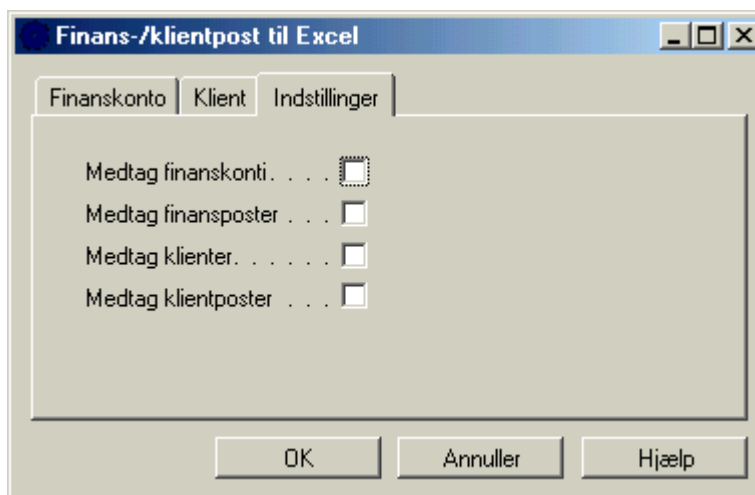 Finans-/klientpost til Excel
Finanskonto Klient Indstillinger
Medtag finanskonti. . . .
Medtag finansposter . . .
Medtag klienter. . . . . .
Medtag klientposter . . .
OK Annuller Hjælp